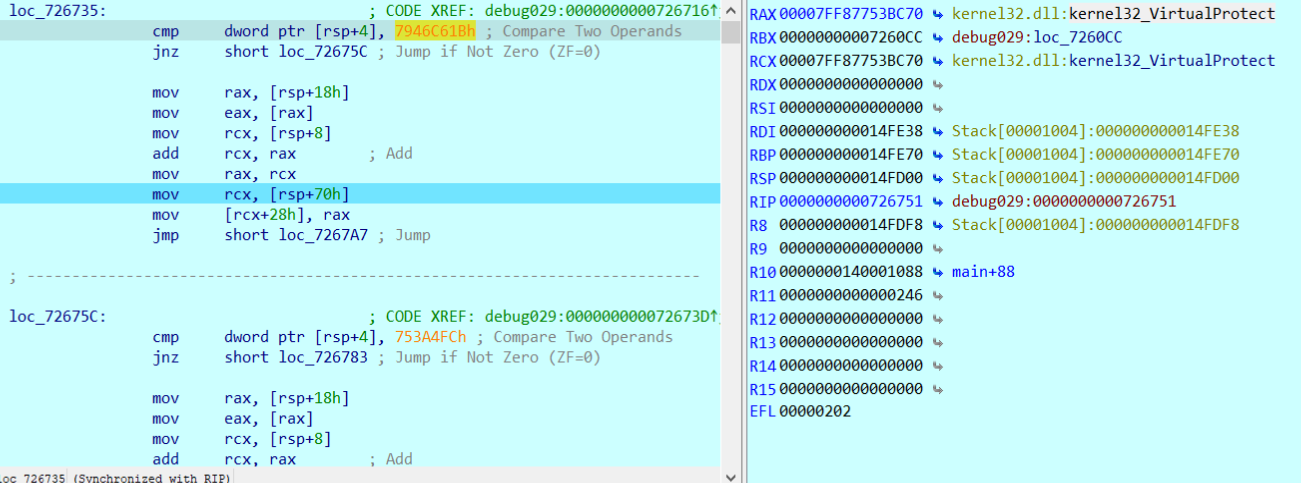 loc_726735: ; CODE XREF: debug029:0000000000726716↑
cmp dword ptr [rsp+4], 7946C61Bh ; Compare Two Operands
jnz short loc_72675C ; Jump if Not Zero (ZF=0)
mov rax, [rsp+18h]
mov eax, [rax]
mov rcx, [rsp+8]
add rcx, rax ; Add
mov rax, rcx
mov rcx, [rsp+70h]
mov [rcx+28h], rax
jmp short loc_7267A7 ; Jump
; ---------------------------------------------------------------------------
loc_72675C: ; CODE XREF: debug029:000000000072673D↑
cmp dword ptr [rsp+4], 753A4FCh ; Compare Two Operands
jnz short loc_726783 ; Jump if Not Zero (ZF=0)
mov rax, [rsp+18h]
mov eax, [rax]
mov rcx, [rsp+8]
add rcx, rax ; Add
loc 726735 (Synchronized with RIP)
RAX 00007FF87753BC70 ↳ kernel32.dll:kernel32_VirtualProtect
RBX 00000000007260CC ↳ debug029:loc_7260CC
RCX 00007FF87753BC70 ↳ kernel32.dll:kernel32_VirtualProtect
RDX 0000000000000000 ↳
RSI 0000000000000000 ↳
RDI 000000000014FE38 ↳ Stack[00001004]:000000000014FE38
RBP 000000000014FE70 ↳ Stack[00001004]:000000000014FE70
RSP 000000000014FD00 ↳ Stack[00001004]:000000000014FD00
RIP 0000000000726751 ↳ debug029:0000000000726751
R8 000000000014FDF8 ↳ Stack[00001004]:000000000014FDF8
R9 0000000000000000 ↳
R10 0000000140001088 ↳ main+88
R11 0000000000000246 ↳
R12 0000000000000000 ↳
R13 0000000000000000 ↳
R14 0000000000000000 ↳
R15 0000000000000000 ↳
EFL 00000202